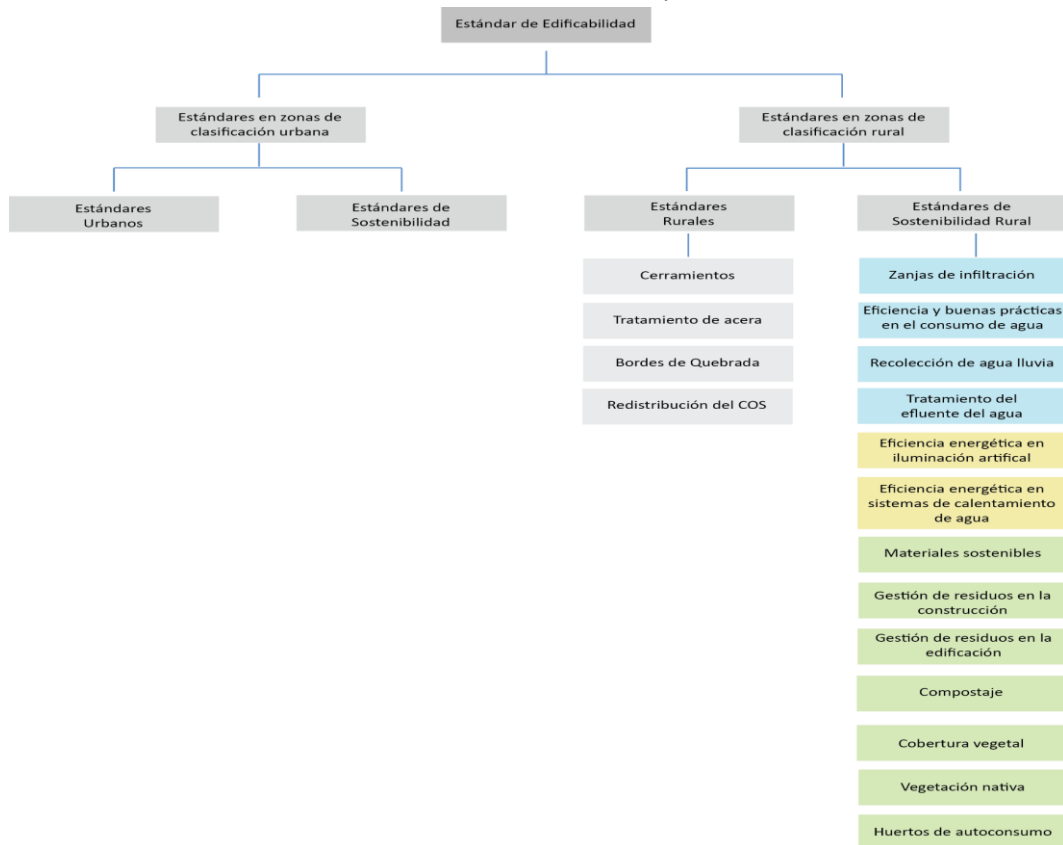 Estándar de Edificabilidad
Estándares en zonas de
clasificación urbana
Estándares en zonas de
clasificación rural
Estándares
Urbanos
Estándares de
Sostenibilidad
Estándares
Rurales
Estándares de
Sostenibilidad Rural
Cerramientos
Tratamiento de acera
Bordes de Quebrada
Redistribución del COS
Zanjas de infiltración
Eficiencia y buenas prácticas
en el consumo de agua
Recolección de agua lluvia
Tratamiento del
efluente del agua
Eficiencia energética en
iluminación artifical
Eficiencia energética en
sistemas de calentamiento
de agua
Materiales sostenibles
Gestión de residuos en la
construcción
Gestión de residuos en la
edificación
Compostaje
Cobertura vegetal
Vegetación nativa
Huertos de autoconsumo